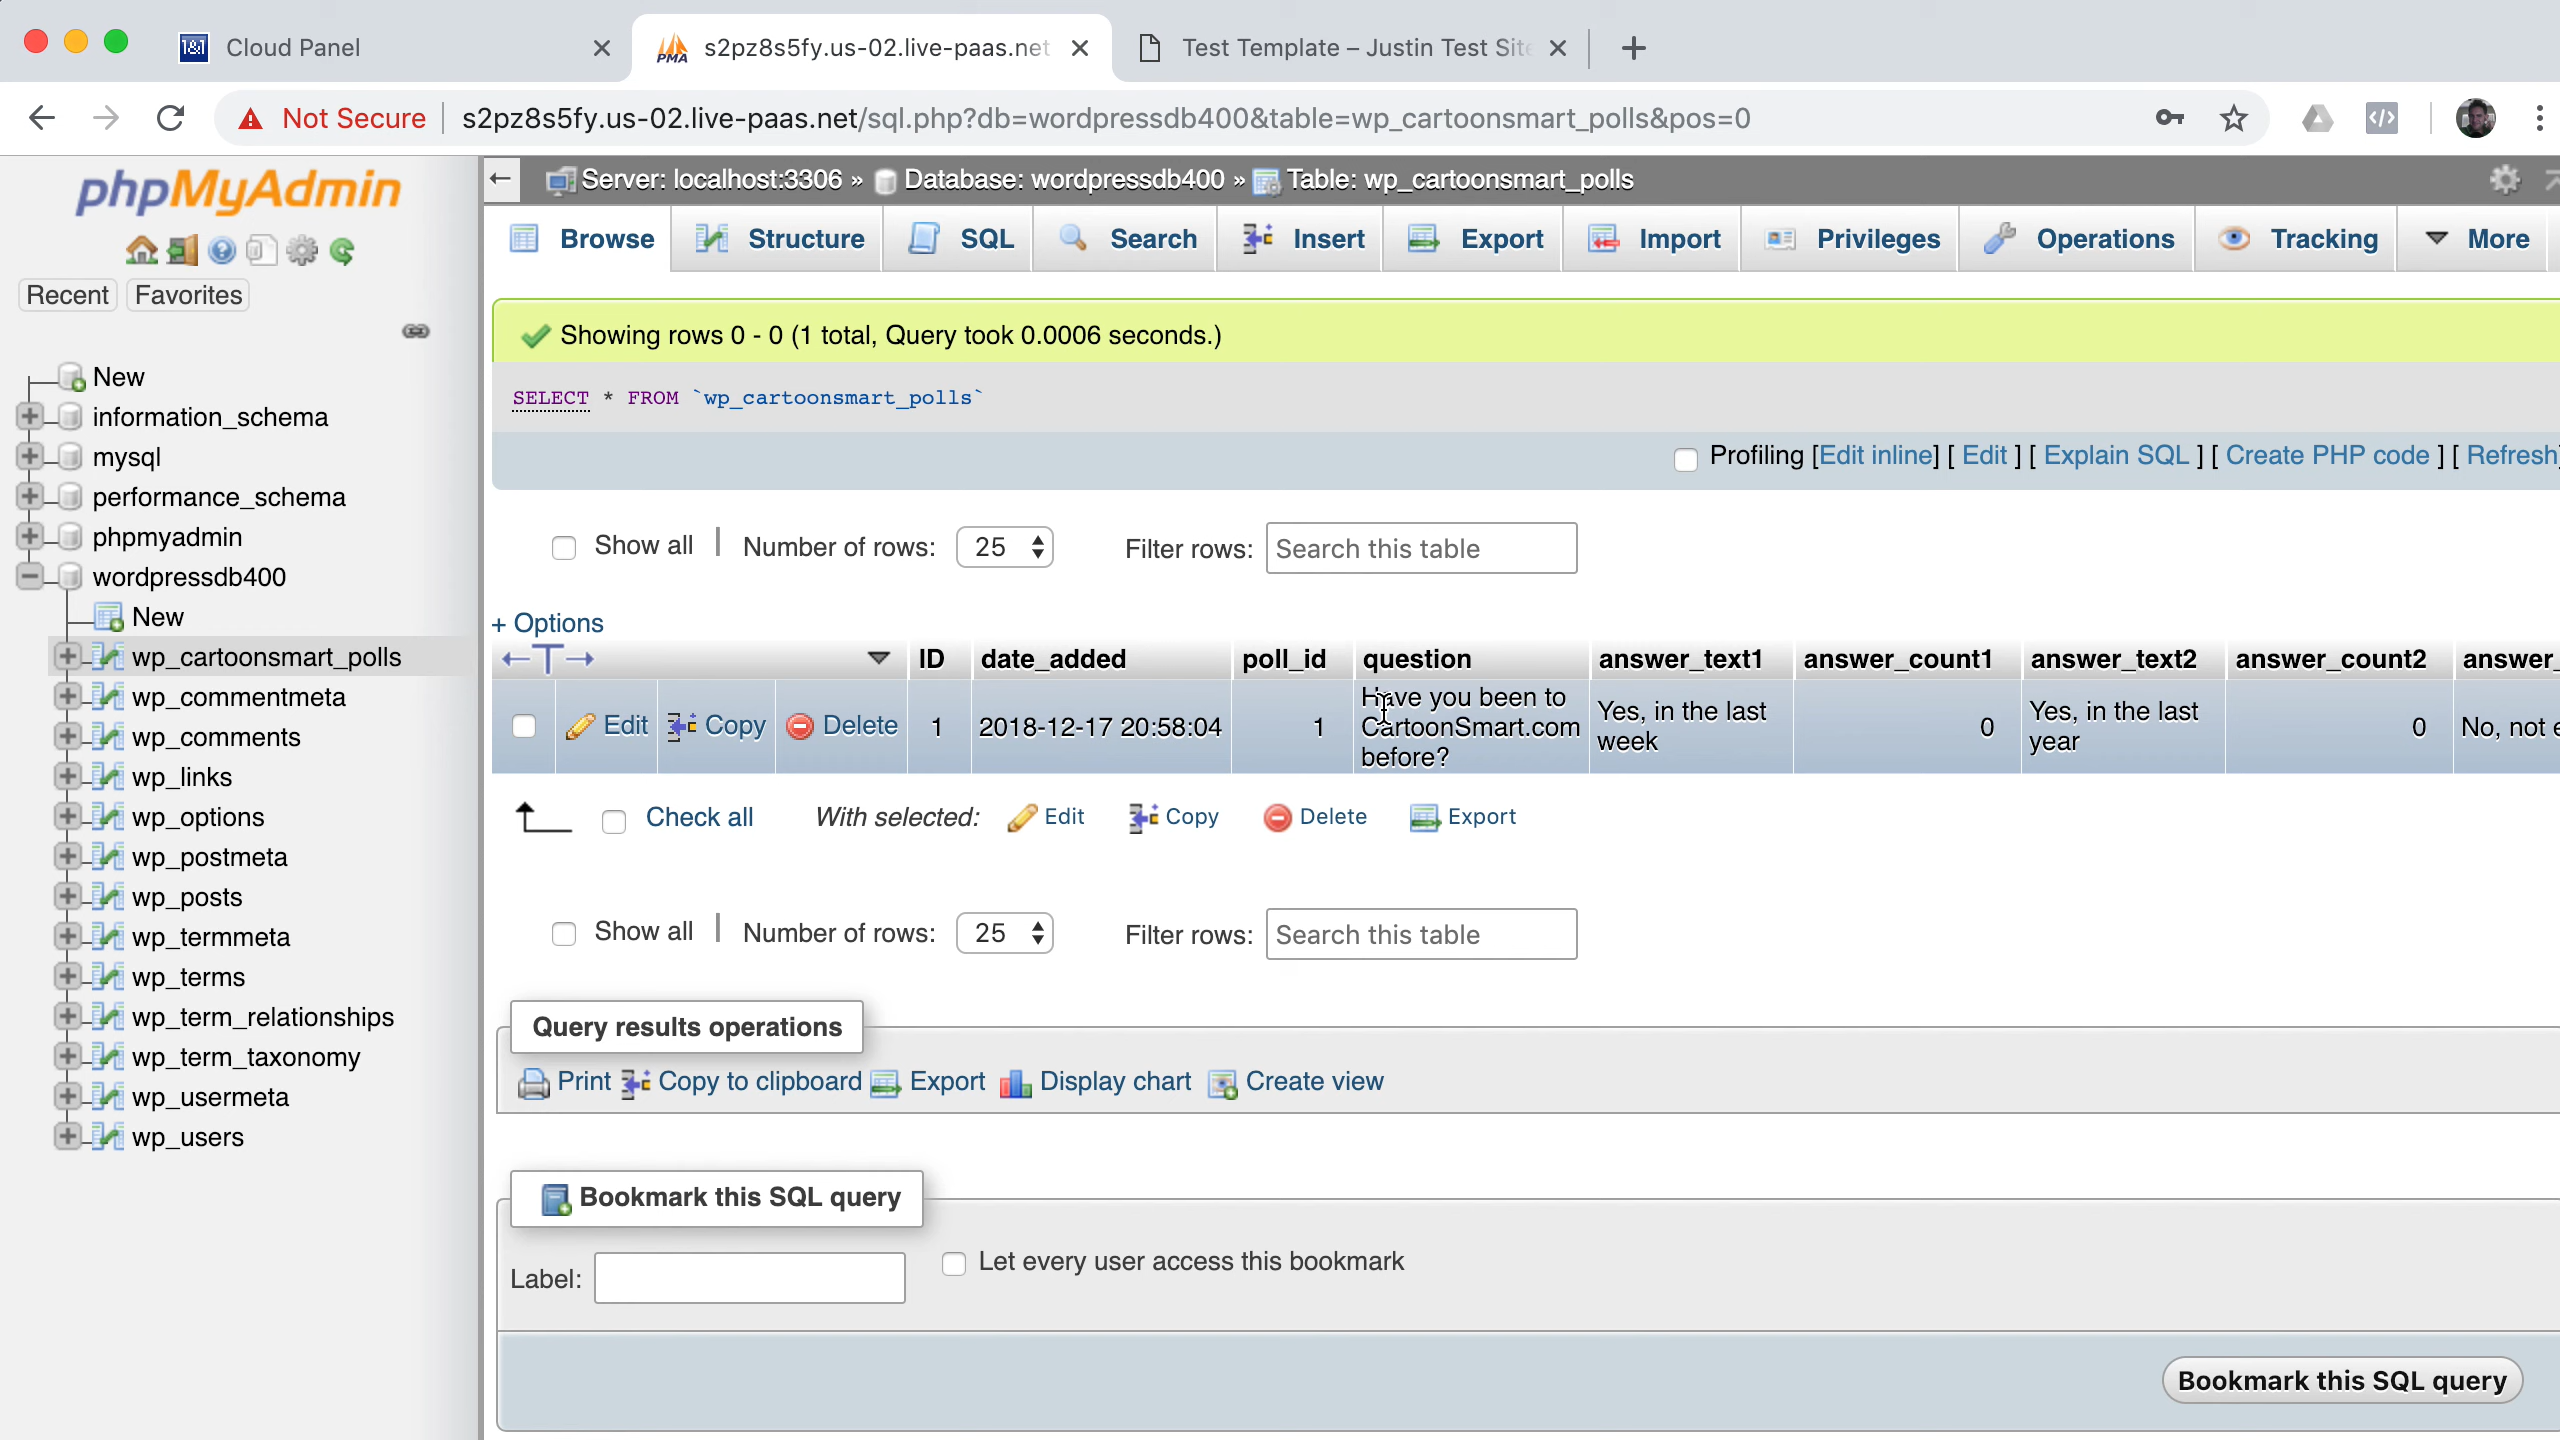 1&1 Cloud Panel
PMA s2pz8s5fy.us-02.live-paas.net
Test Template – Justin Test Site
Not Secure s2pz8s5fy.us-02.live-paas.net/sql.php?db=wordpressdb400&table=wp_cartoonsmart_polls&pos=0
phpMyAdmin
Recent Favorites
New
information_schema
mysql
performance_schema
phpmyadmin
wordpressdb400
New
wp_cartoonsmart_polls
wp_commentmeta
wp_comments
wp_links
wp_options
wp_postmeta
wp_posts
wp_termmeta
wp_terms
wp_term_relationships
wp_term_taxonomy
wp_usermeta
wp_users
Server: localhost:3306 » Database: wordpressdb400 » Table: wp_cartoonsmart_polls
Browse Structure SQL Search Insert Export Import Privileges Operations Tracking More
Showing rows 0 - 0 (1 total, Query took 0.0006 seconds.)
SELECT * FROM `wp_cartoonsmart_polls`
Profiling [Edit inline] [ Edit ] [ Explain SQL ] [ Create PHP code ] [ Refresh]
Show all | Number of rows: 25 Filter rows: Search this table
+ Options
←T→ ID date_added poll_id question answer_text1 answer_count1 answer_text2 answer_count2 answer_
Edit Copy Delete 1 2018-12-17 20:58:04 1 Have you been to CartoonSmart.com before? Yes, in the last week 0 Yes, in the last year 0 No, not e
Check all With selected: Edit Copy Delete Export
Show all | Number of rows: 25 Filter rows: Search this table
Query results operations
Print Copy to clipboard Export Display chart Create view
Bookmark this SQL query
Label: Let every user access this bookmark
Bookmark this SQL query